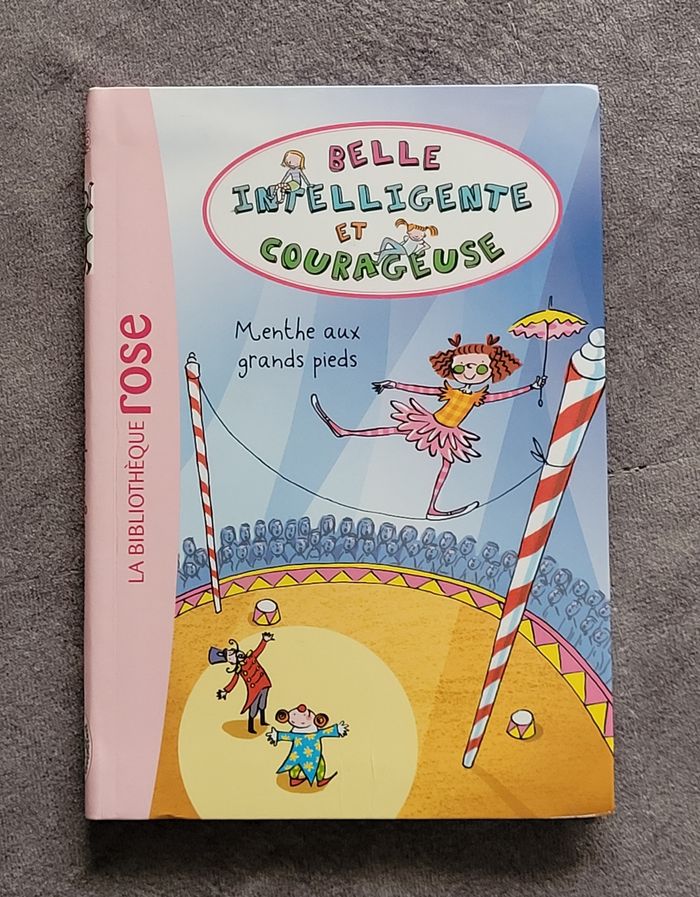 BELLE
INTELLIGENTE
ET
COURAGEUSE
Menthe aux
grands pieds
LA BIBLIOTHÈQUE rose